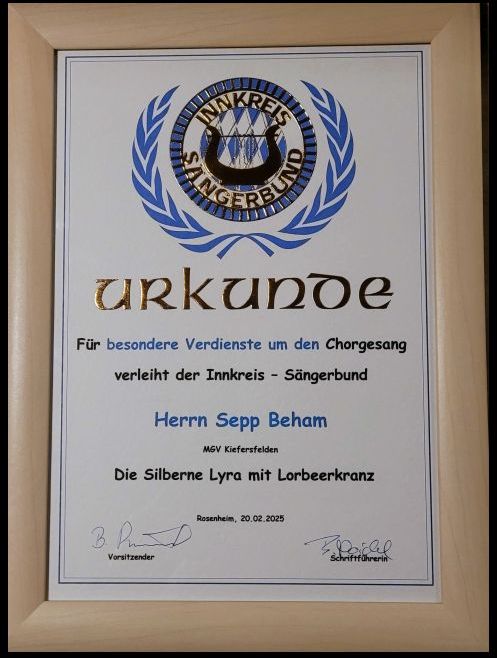 INNKREIS
SÄNGERBUND
URKUNDE
Für besondere Verdienste um den Chorgesang
verleiht der Innkreis – Sängerbund
Herrn Sepp Beham
MGV Kiefersfelden
Die Silberne Lyra mit Lorbeerkranz
Rosenheim, 20.02.2025
Vorsitzender
Schriftführerin